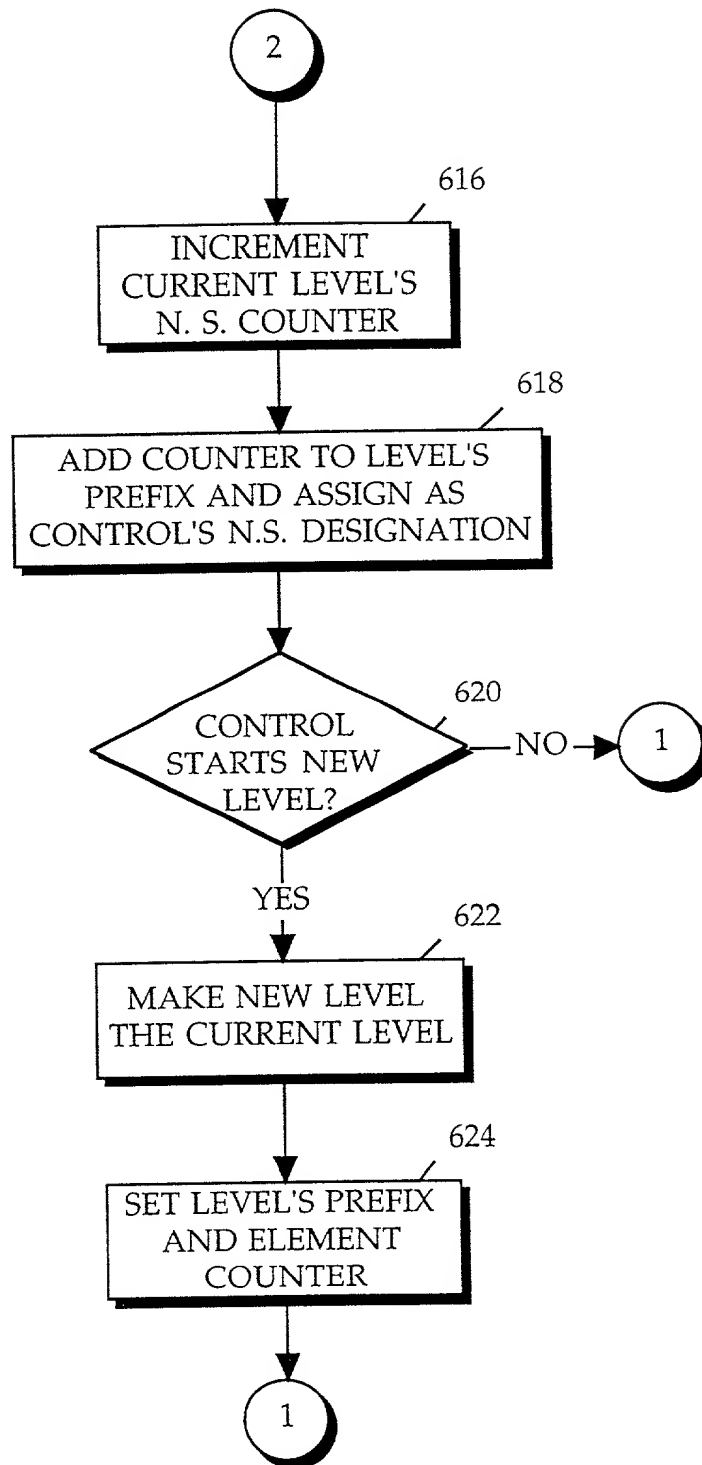 2
616
INCREMENT
CURRENT LEVEL'S
N. S. COUNTER
618
ADD COUNTER TO LEVEL'S
PREFIX AND ASSIGN AS
CONTROL'S N.S. DESIGNATION
620
CONTROL
STARTS NEW
LEVEL?
NO
1
YES
622
MAKE NEW LEVEL
THE CURRENT LEVEL
624
SET LEVEL'S PREFIX
AND ELEMENT
COUNTER
1